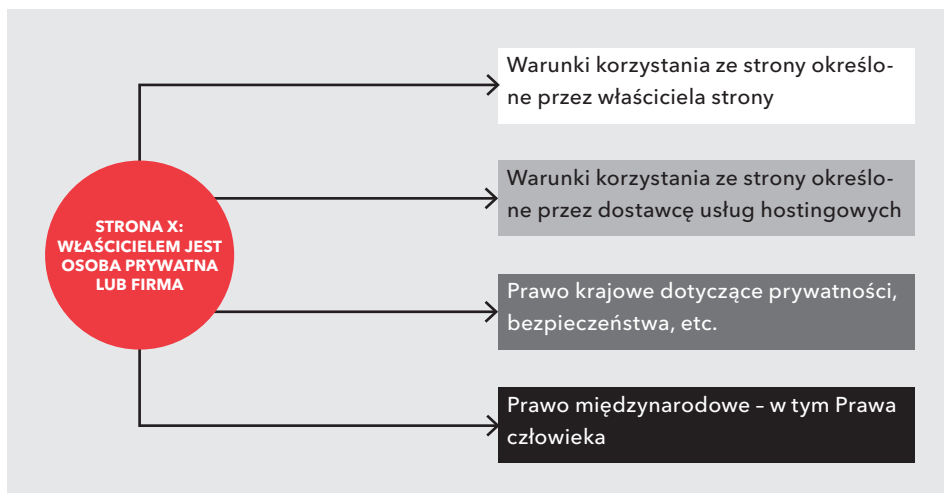 Warunki korzystania ze strony określo-
ne przez właściciela strony
Warunki korzystania ze strony określo-
ne przez dostawcę usług hostingowych
STRONA X:
WŁAŚCICIELEM JEST
OSOBA PRYWATNA
LUB FIRMA
Prawo krajowe dotyczące prywatności,
bezpieczeństwa, etc.
Prawo międzynarodowe – w tym Prawa
człowieka